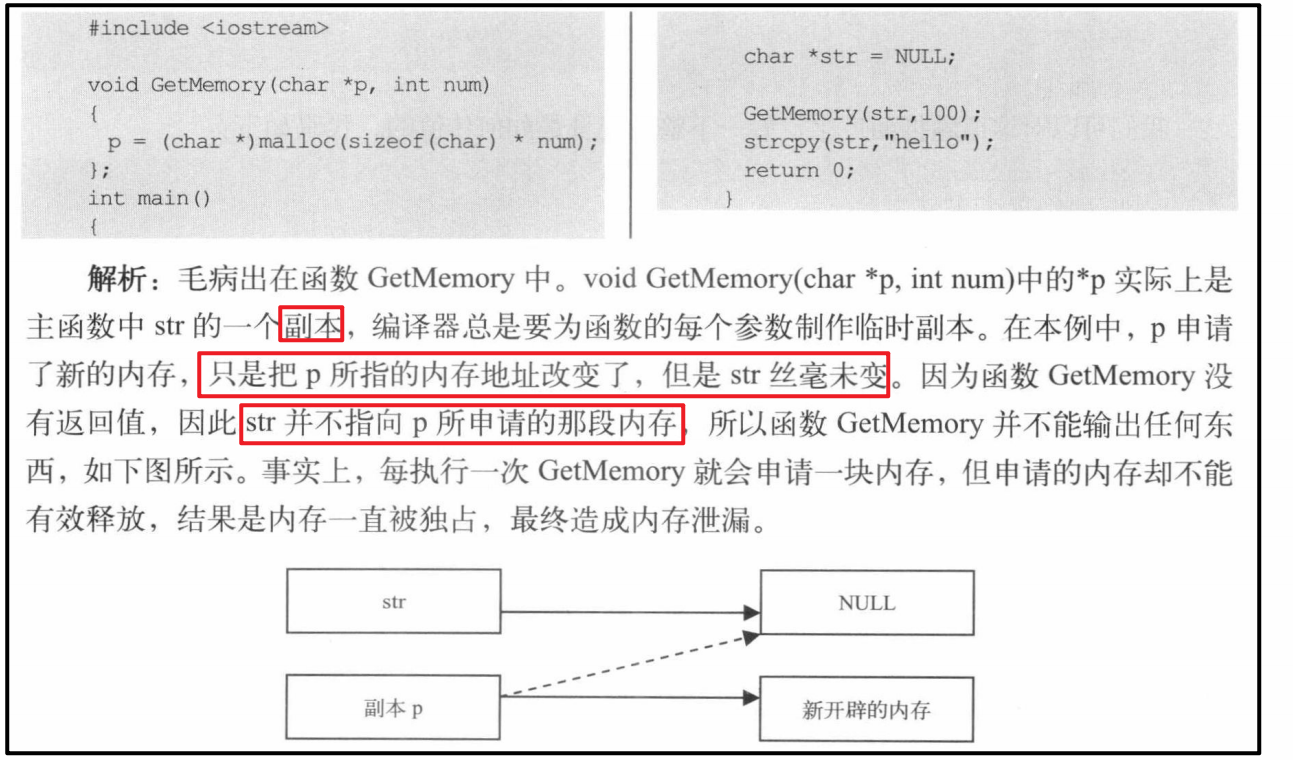 #include <iostream>
void GetMemory(char *p, int num)
{
p = (char *)malloc(sizeof(char) * num);
};
int main()
{
char *str = NULL;
GetMemory(str,100);
strcpy(str,"hello");
return 0;
}
解析：毛病出在函数 GetMemory 中。void GetMemory(char *p, int num)中的*p 实际上是
主函数中 str 的一个副本，编译器总是要为函数的每个参数制作临时副本。在本例中，p 申请
了新的内存，只是把 p 所指的内存地址改变了，但是 str 丝毫未变。因为函数 GetMemory 没
有返回值，因此 str 并不指向 p 所申请的那段内存，所以函数 GetMemory 并不能输出任何东
西，如下图所示。事实上，每执行一次 GetMemory 就会申请一块内存，但申请的内存却不能
有效释放，结果是内存一直被独占，最终造成内存泄漏。
str
NULL
副本 p
新开辟的内存